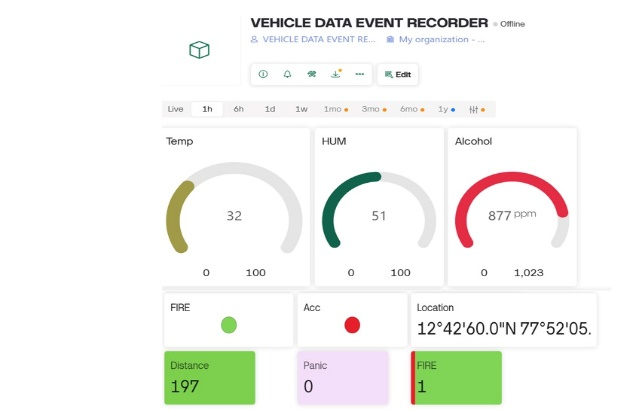 VEHICLE DATA EVENT RECORDER Offline
VEHICLE DATA EVENT RE... My organization - ...
Edit
Live 1h 6h 1d 1w 1mo 3mo 6mo 1y
Temp HUM Alcohol
32 51 877 ppm
0 100 0 100 0 1,023
FIRE Acc Location
12°42'60.0"N 77°52'05.
Distance Panic FIRE
197 0 1